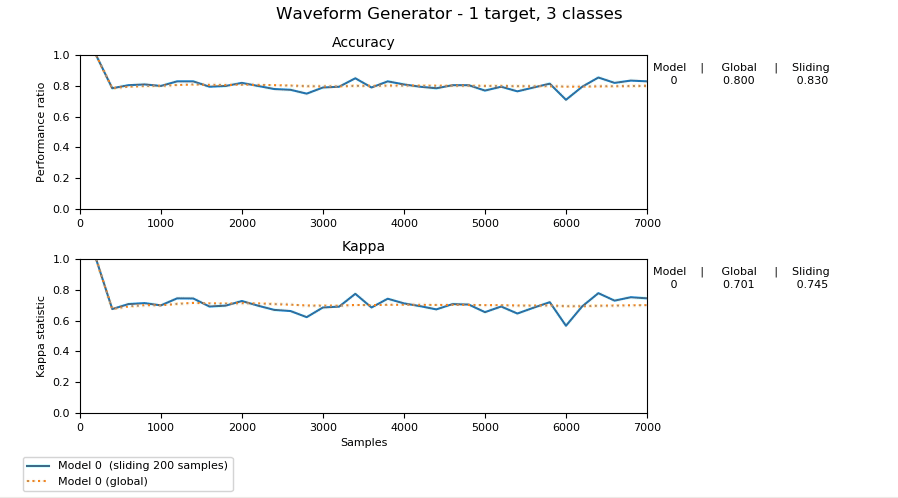 Waveform Generator - 1 target, 3 classes
Accuracy
Performance ratio
1.0
0.8
0.6
0.4
0.2
0.0
0 1000 2000 3000 4000 5000 6000 7000
Model | Global | Sliding
0 0.800 0.830
Kappa
Kappa statistic
1.0
0.8
0.6
0.4
0.2
0.0
0 1000 2000 3000 4000 5000 6000 7000
Samples
Model | Global | Sliding
0 0.701 0.745
Model 0 (sliding 200 samples)
Model 0 (global)